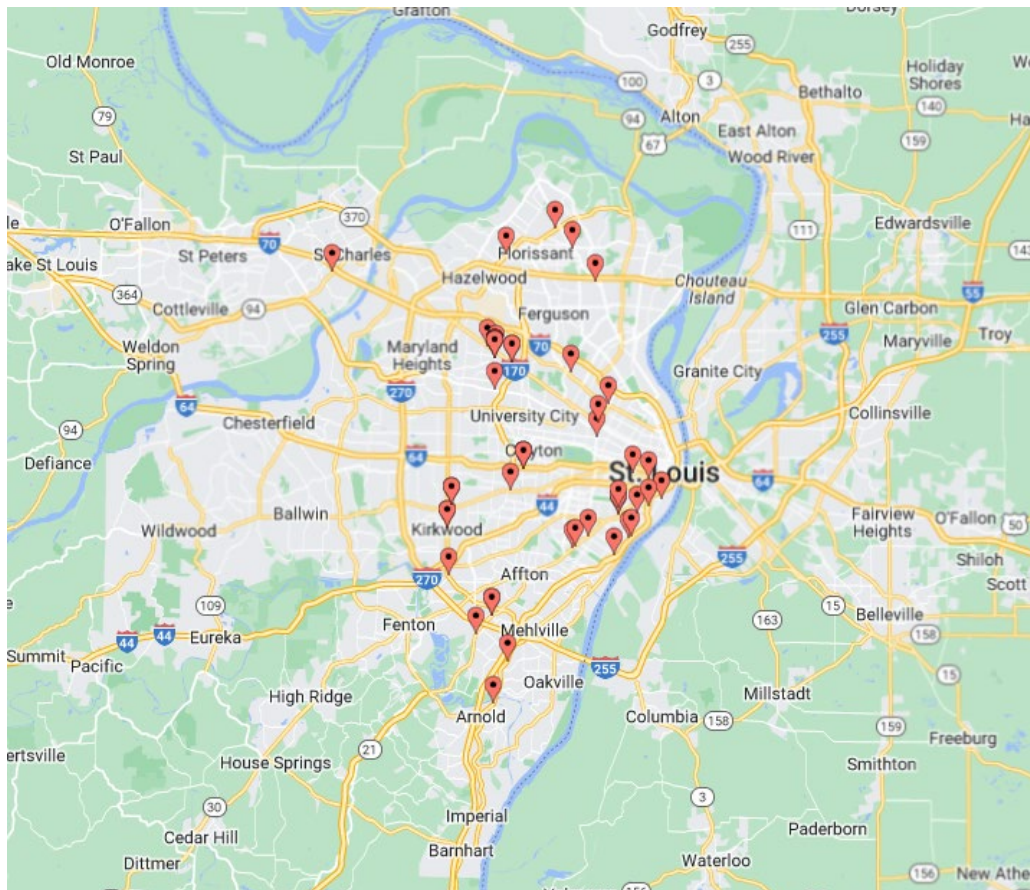 Grafton
Dorsey
Godfrey
255
Old Monroe
Holiday
Shores
100
3
Bethalto
140
79
94
Alton
East Alton
159
67
Wood River
St Paul
370
O'Fallon
Edwardsville
111
70
St Peters
St Charles
Florissant
143
Lake St Louis
Hazelwood
Chouteau
Island
364
94
55
Cottleville
Ferguson
Glen Carbon
Troy
255
Weldon
Spring
Maryland
Heights
70
Maryville
170
Granite City
270
64
University City
Collinsville
Chesterfield
94
Defiance
64
Clayton
St. Louis
64
44
Ballwin
Fairview
Heights
O'Fallon
50
Wildwood
Kirkwood
255
Shiloh
Scott
270
Affton
109
15
Belleville
Fenton
163
44
44
Eureka
Mehlville
158
Summit
Pacific
255
15
High Ridge
Oakville
Millstadt
Arnold
Columbia
158
159
21
Freeburg
ertsville
House Springs
Smithton
3
30
Imperial
Cedar Hill
Paderborn
Barnhart
Dittmer
Waterloo
156
New Athe
156